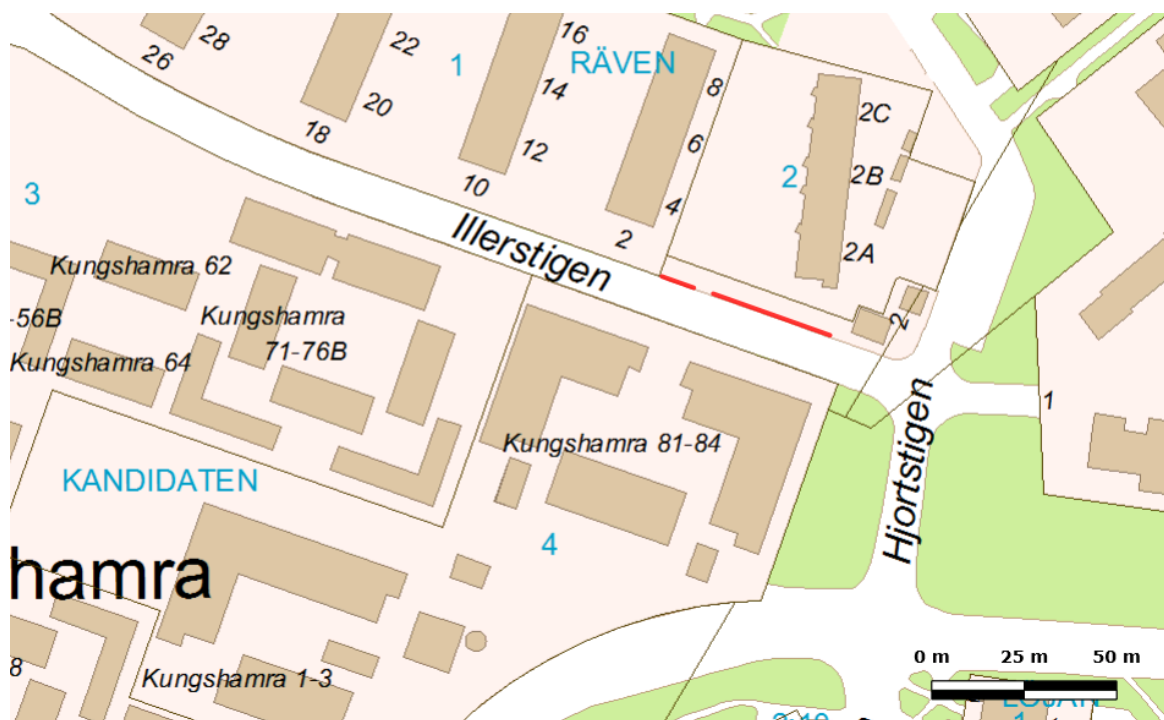 26
28
22
20
18
1
16
RÄVEN
14
12
10
8
6
4
2
2C
2
2B
2A
2
3
Illerstigen
Kungshamra 62
-56B
Kungshamra
71-76B
Kungshamra 64
Hjortstigen
1
Kungshamra 81-84
KANDIDATEN
4
hamra
8
Kungshamra 1-3
0 m 25 m 50 m